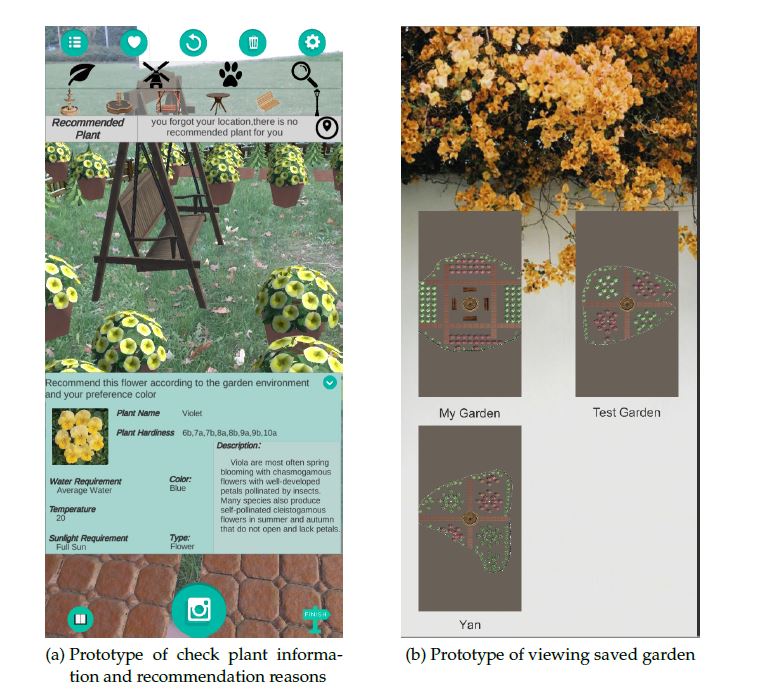 Recommended
Plant
you forgot your location,there is no
recommended plant for you
Recommend this flower according to the garden environment
and your preference color
Plant Name Violet
Plant Hardiness 6b,7a,7b,8a,8b,9a,9b,10a
Description:
Viola are most often spring
blooming with chasmogamous
flowers with well-developed
petals pollinated by insects.
Many species also produce
self-pollinated cleistogamous
flowers in summer and autumn
that do not open and lack petals.
Water Requirement
Average Water
Color:
Blue
Temperature
20
Sunlight Requirement
Full Sun
Type:
Flower
FINISH
(a) Prototype of check plant informa-
tion and recommendation reasons
My Garden
Test Garden
Yan
(b) Prototype of viewing saved garden